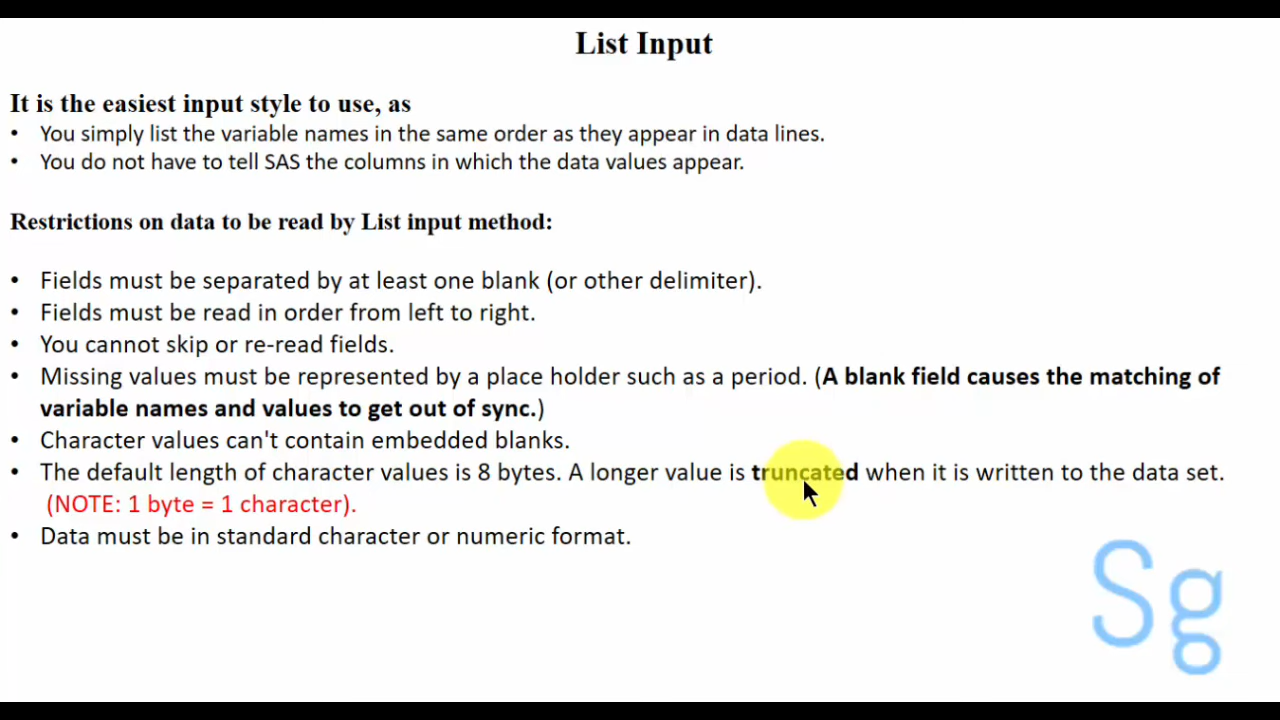 List Input
It is the easiest input style to use, as
• You simply list the variable names in the same order as they appear in data lines.
• You do not have to tell SAS the columns in which the data values appear.
Restrictions on data to be read by List input method:
• Fields must be separated by at least one blank (or other delimiter).
• Fields must be read in order from left to right.
• You cannot skip or re-read fields.
• Missing values must be represented by a place holder such as a period. (A blank field causes the matching of
variable names and values to get out of sync.)
• Character values can't contain embedded blanks.
• The default length of character values is 8 bytes. A longer value is truncated when it is written to the data set.
(NOTE: 1 byte = 1 character).
• Data must be in standard character or numeric format.
Sg